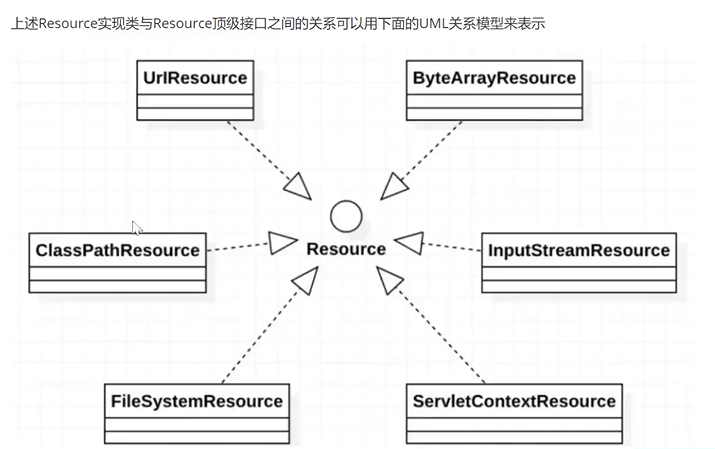 上述Resource实现类与Resource顶级接口之间的关系可以用下面的UML关系模型来表示
UrlResource
ByteArrayResource
ClassPathResource
Resource
InputStreamResource
FileSystemResource
ServletContextResource